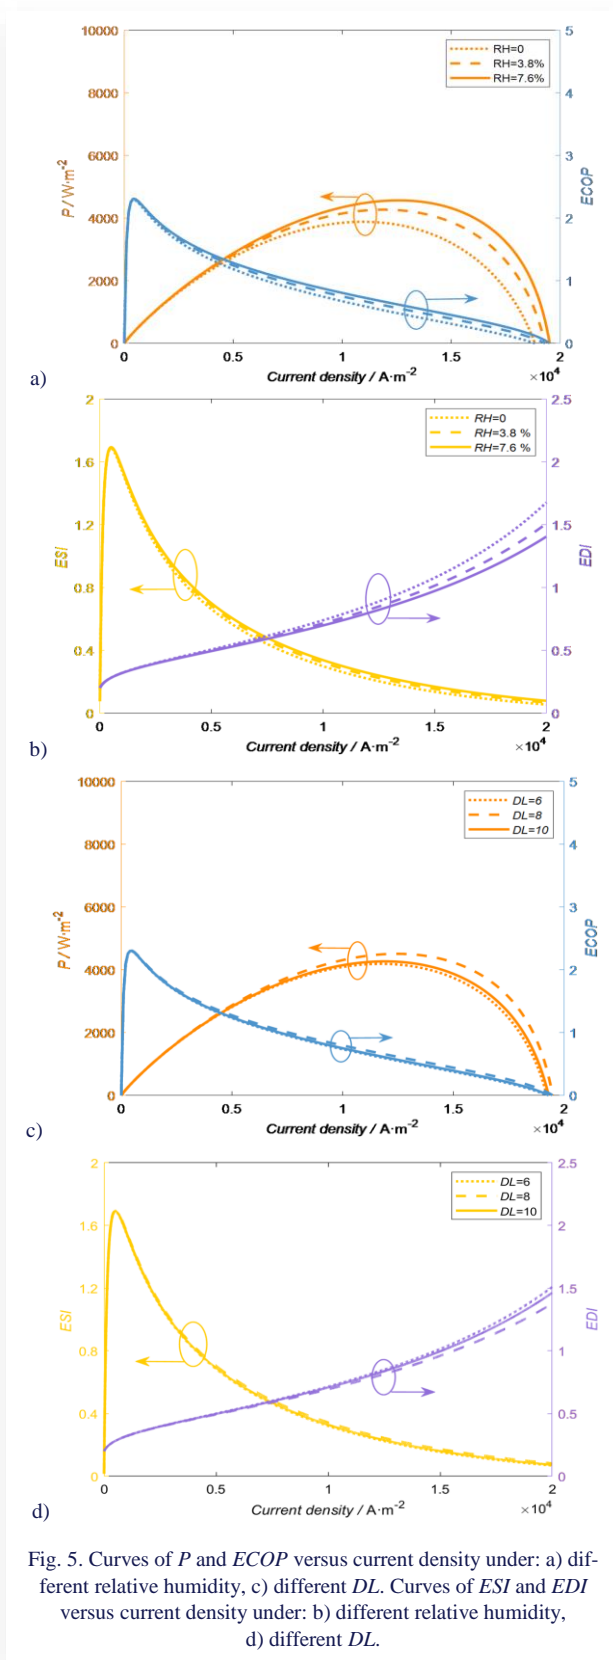 10000
5
RH=0
RH=3.8%
RH=7.6%
8000
4
6000
3
P / W·m-2
ECOP
4000
2
2000
1
0
0
0
0.5
1
1.5
2
Current density / A·m-2
×10^4
a)
2
2.5
RH=0
RH=3.8 %
RH=7.6 %
1.6
2
1.2
1.5
ESI
EDI
0.8
1
0.4
0.5
0
0
0
0.5
1
1.5
2
Current density / A·m-2
×10^4
b)
10000
5
DL=6
DL=8
DL=10
8000
4
6000
3
P / W·m-2
ECOP
4000
2
2000
1
0
0
0
0.5
1
1.5
2
Current density / A·m-2
×10^4
c)
2
2.5
DL=6
DL=8
DL=10
1.6
2
1.2
1.5
ESI
EDI
0.8
1
0.4
0.5
0
0
0
0.5
1
1.5
2
Current density / A·m-2
×10^4
d)
Fig. 5. Curves of P and ECOP versus current density under: a) dif-
ferent relative humidity, c) different DL. Curves of ESI and EDI
versus current density under: b) different relative humidity,
d) different DL.